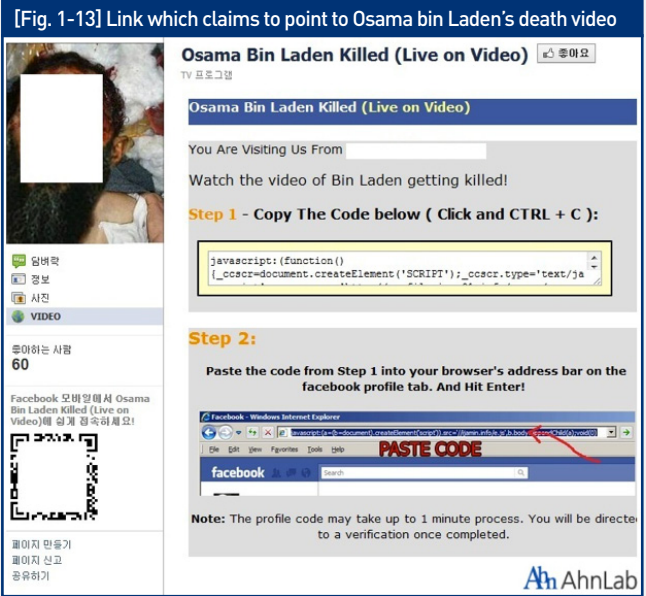 [Fig. 1-13] Link which claims to point to Osama bin Laden's death video
Osama Bin Laden Killed (Live on Video) 좋아요
TV 프로그램
Osama Bin Laden Killed (Live on Video)
You Are Visiting Us From
Watch the video of Bin Laden getting killed!
Step 1 - Copy The Code below ( Click and CTRL + C ):
javascript:(function()
{_ccscr=document.createElement('SCRIPT');_ccscr.type='text/ja
담벼락
정보
사진
VIDEO
좋아하는 사람
60
Facebook 모바일에서 Osama
Bin Laden Killed (Live on
Video)에 쉽게 접속하세요!
페이지 만들기
페이지 신고
공유하기
Step 2:
Paste the code from Step 1 into your browser's address bar on the
facebook profile tab. And Hit Enter!
Facebook - Windows Internet Explorer
File Edit View Favorites Tools Help
PASTE CODE
facebook Search
Note: The profile code may take up to 1 minute process. You will be directe
to a verification once completed.
Ahn AhnLab